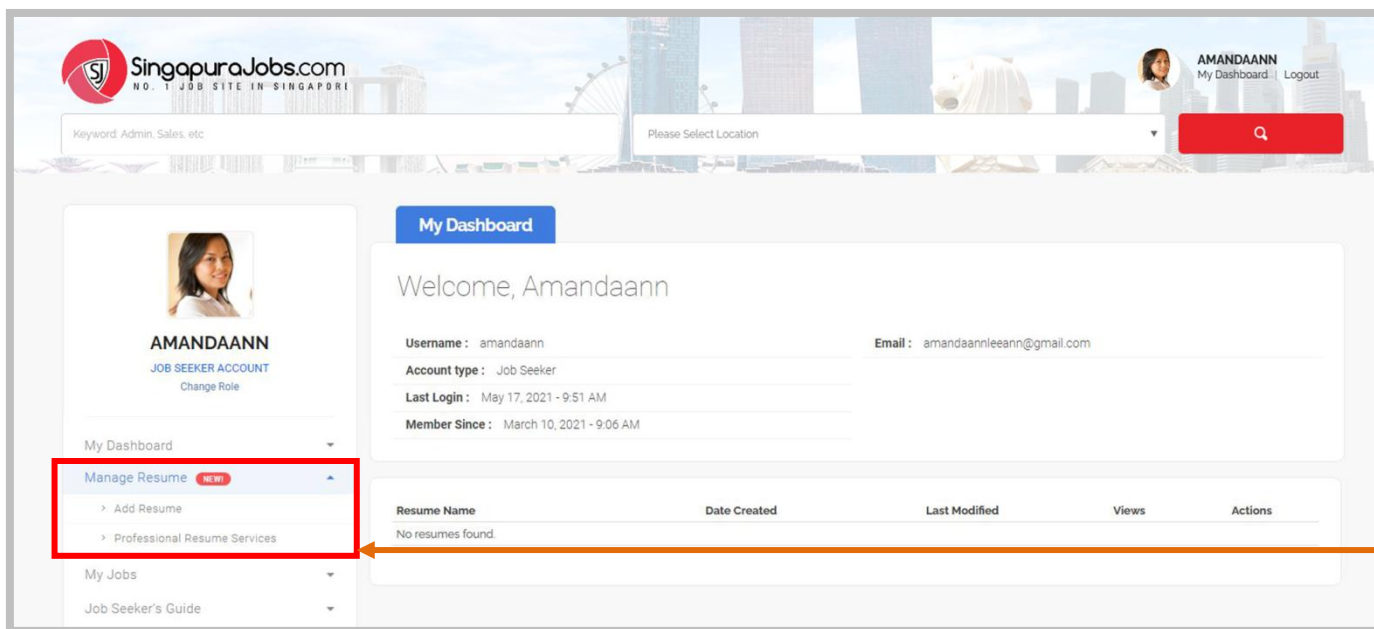 SJ
SingapuraJobs.com
NO. 1 JOB SITE IN SINGAPORE
AMANDAANN
My Dashboard | Logout
Keyword: Admin, Sales, etc
Please Select Location
My Dashboard
Welcome, Amandaann
AMANDAANN
JOB SEEKER ACCOUNT
Change Role
Username : amandaann
Email : amandaannleeann@gmail.com
Account type : Job Seeker
Last Login : May 17, 2021 - 9:51 AM
Member Since : March 10, 2021 - 9:06 AM
My Dashboard
Manage Resume NEW!
> Add Resume
> Professional Resume Services
My Jobs
Job Seeker's Guide
Resume Name Date Created Last Modified Views Actions
No resumes found.